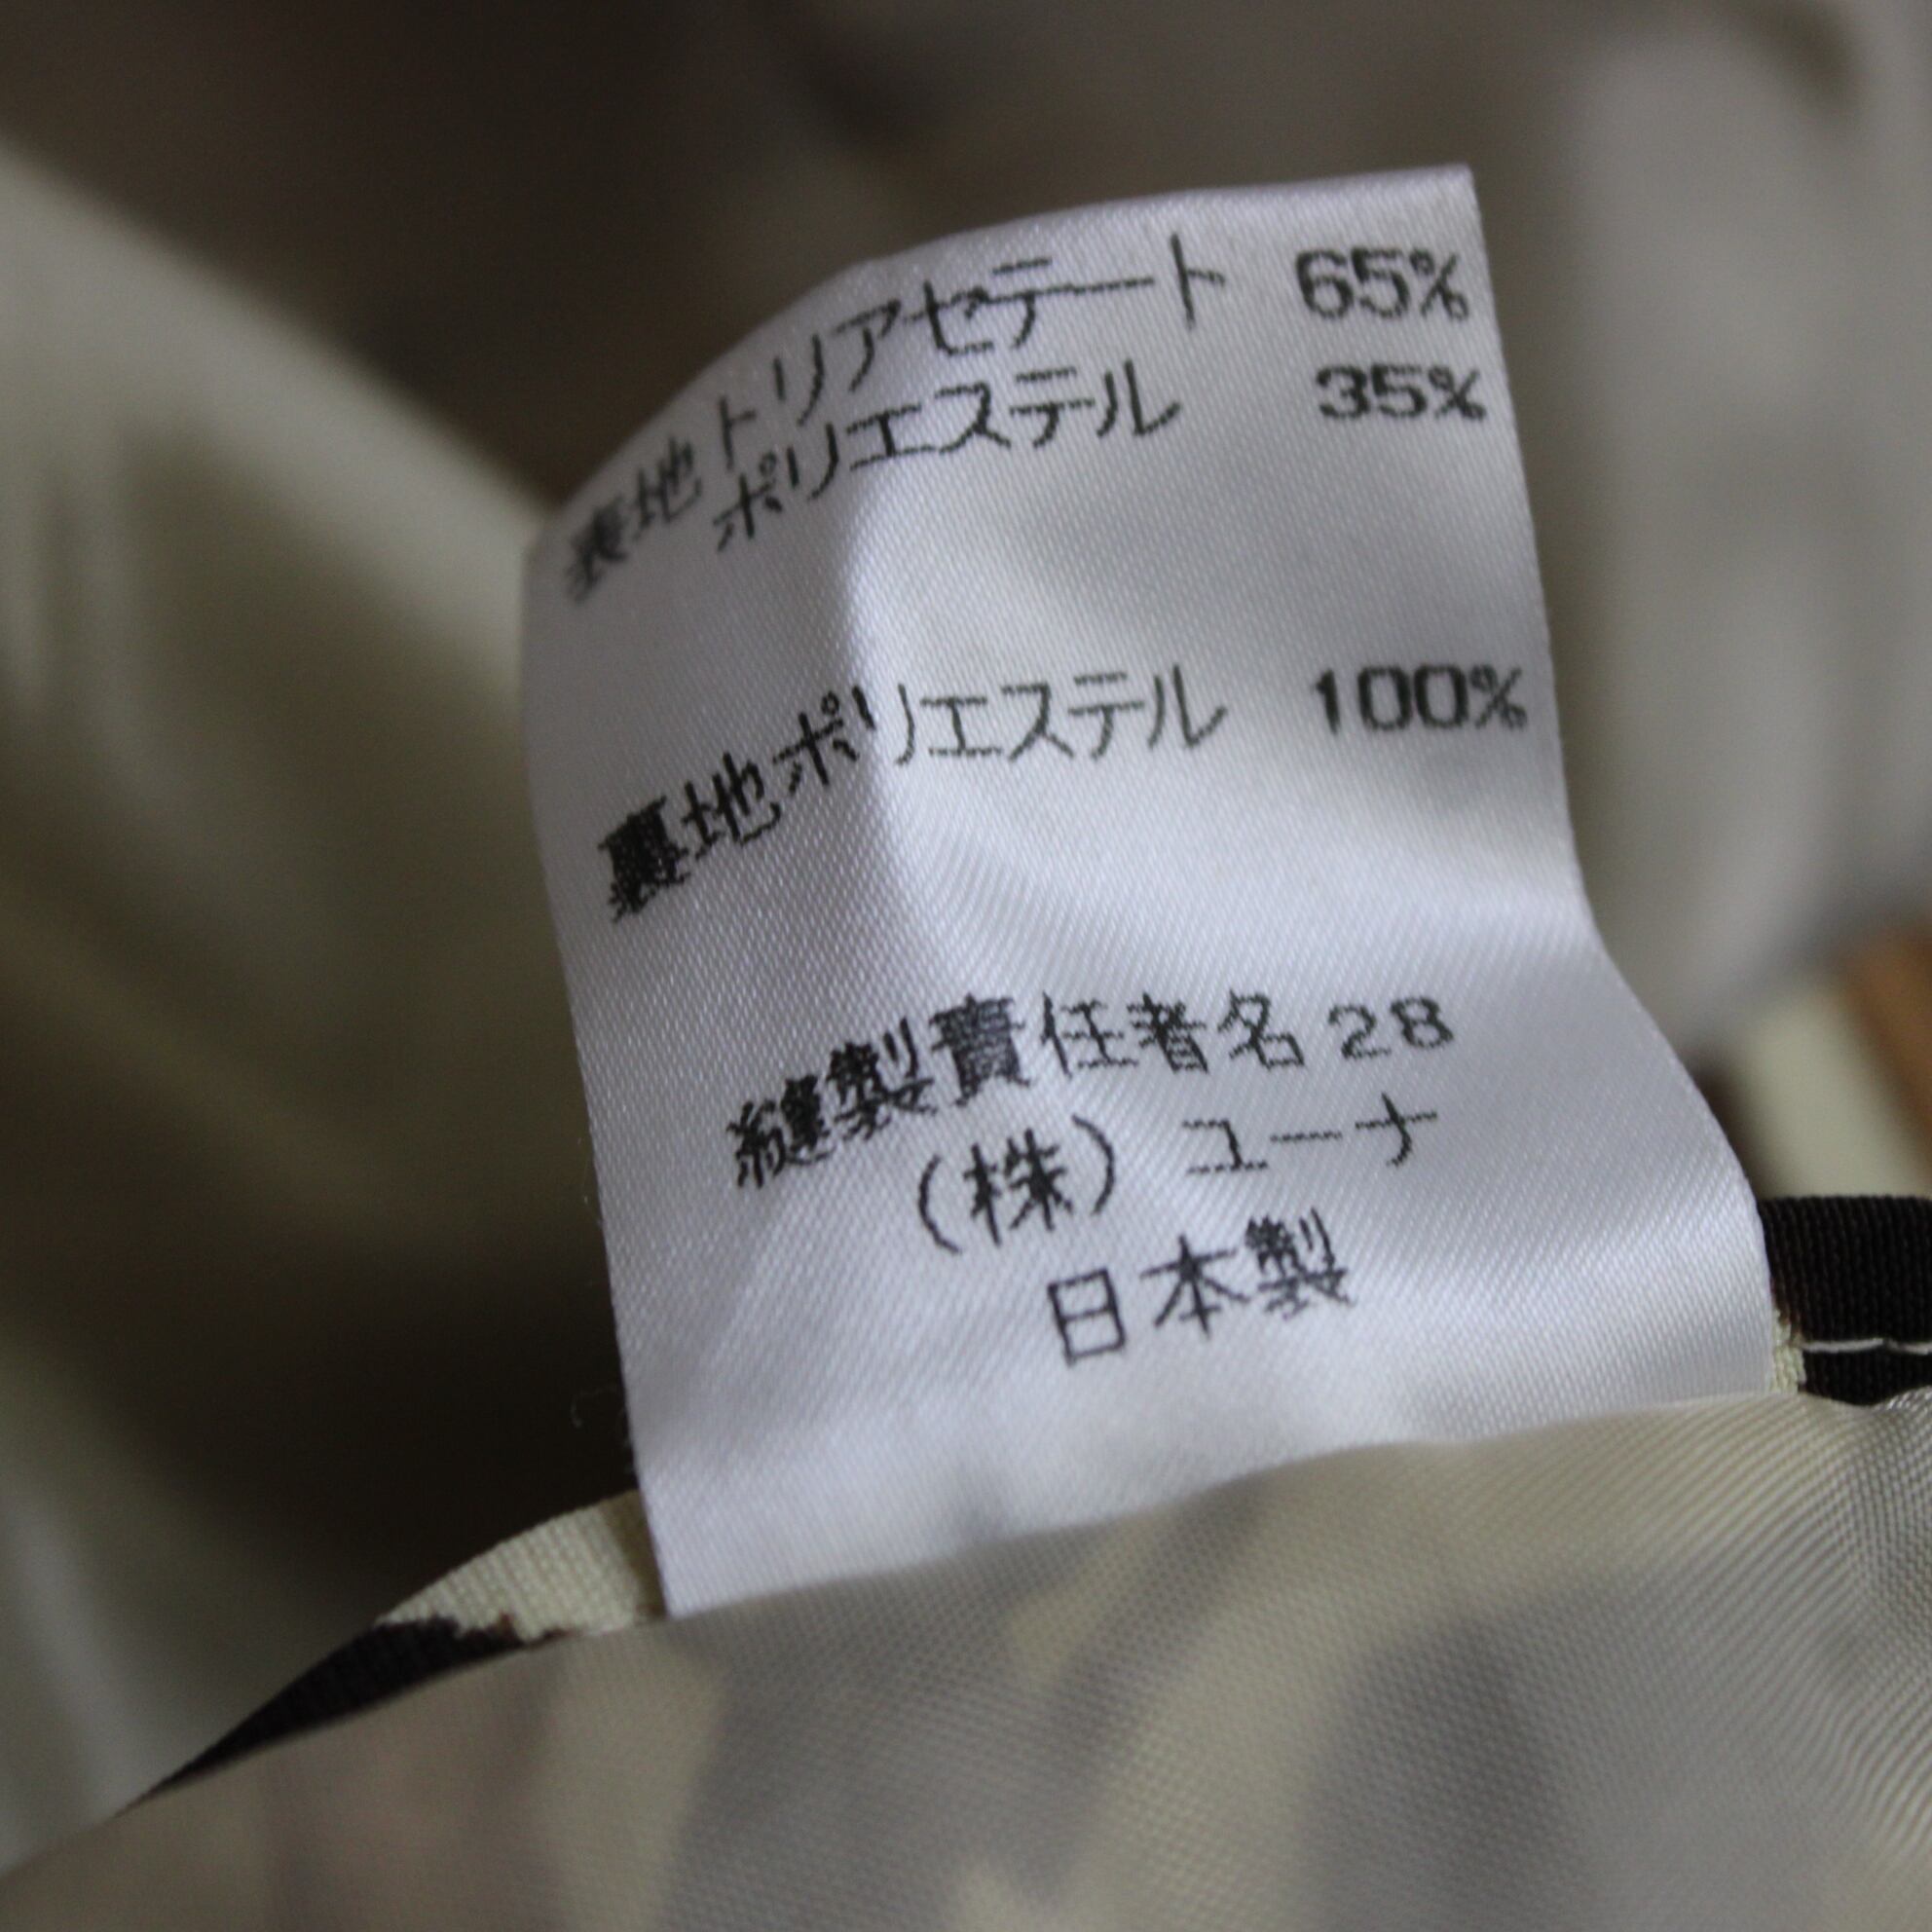 表地トリアセテート 65%
ポリエステル 35%
裏地ポリエステル 100%
縫製責任者名28
(株)ユーナ
日本製